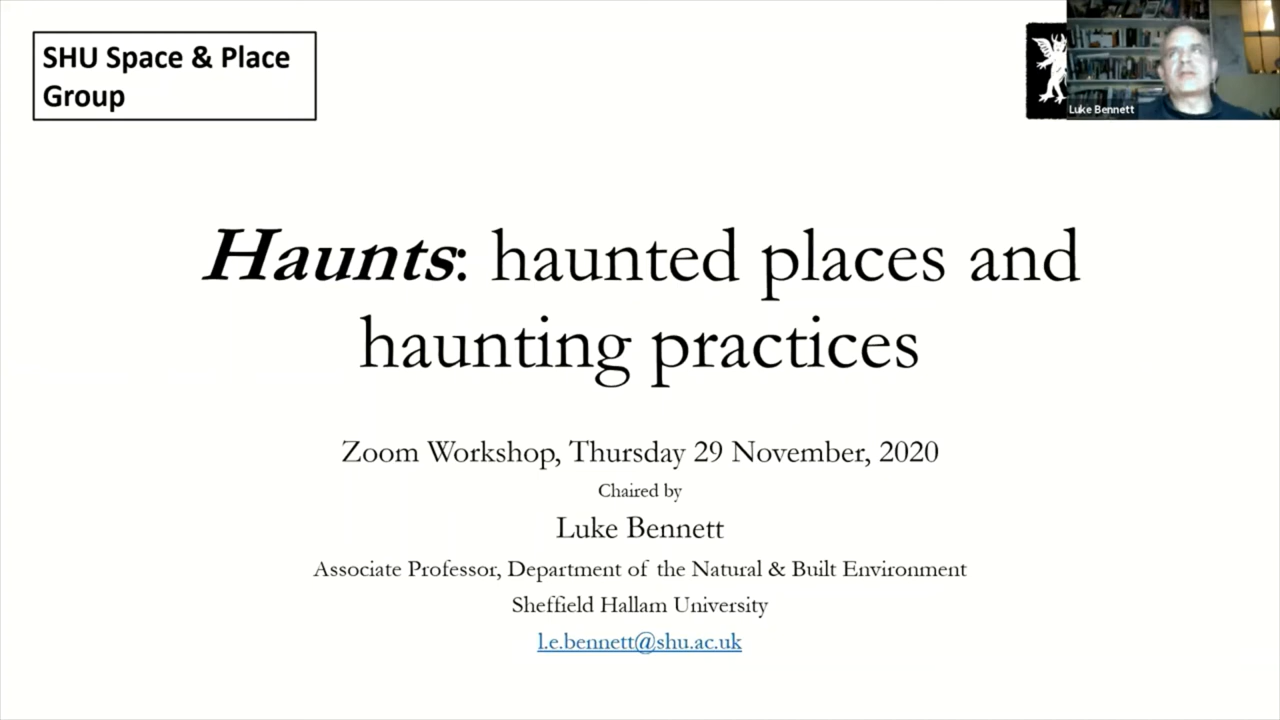 SHU Space & Place
Group
Luke Bennett
Haunts: haunted places and
haunting practices
Zoom Workshop, Thursday 29 November, 2020
Chaired by
Luke Bennett
Associate Professor, Department of the Natural & Built Environment
Sheffield Hallam University
l.e.bennett@shu.ac.uk